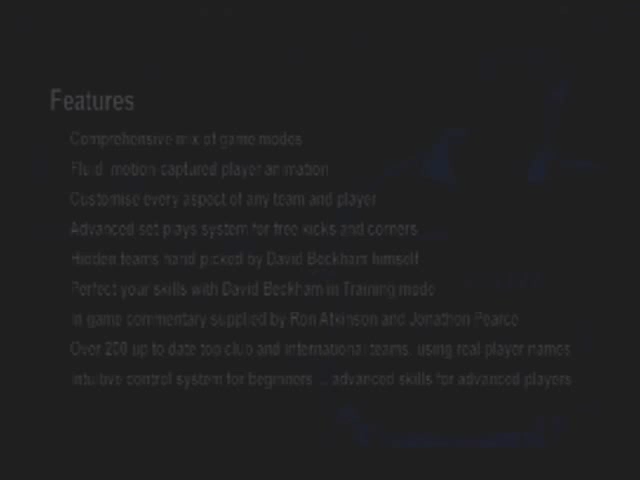 Features
Comprehensive mix of game modes
Fluid motion-captured player animation
Customise every aspect of any team and player
Advanced set plays system for free kicks and corners
Hidden teams hand picked by David Beckham himself
Perfect your skills with David Beckham in Training mode
In game commentary supplied by Ron Atkinson and Jonathon Pearce
Over 200 up to date top club and international teams, using real player names
Intuitive control system for beginners ... advanced skills for advanced players